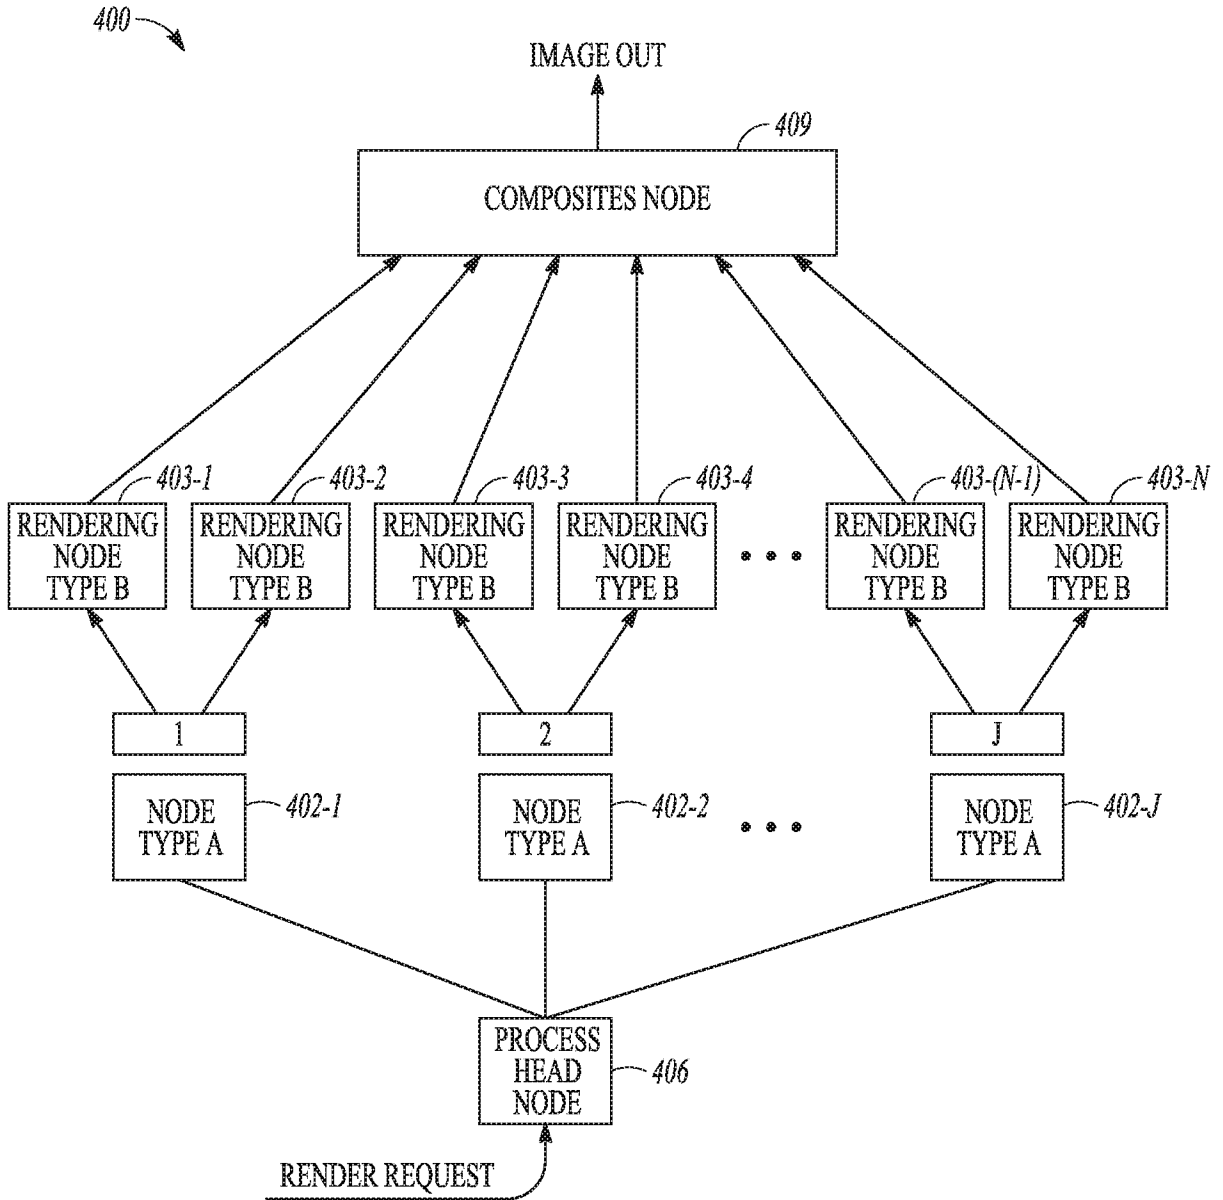 400
IMAGE OUT
409
COMPOSITES NODE
403-1
403-2
403-3
403-4
403-(N-1)
403-N
RENDERING
NODE
TYPE B
RENDERING
NODE
TYPE B
RENDERING
NODE
TYPE B
RENDERING
NODE
TYPE B
RENDERING
NODE
TYPE B
RENDERING
NODE
TYPE B
1
2
J
NODE
TYPE A
402-1
NODE
TYPE A
402-2
NODE
TYPE A
402-J
PROCESS
HEAD
NODE
406
RENDER REQUEST